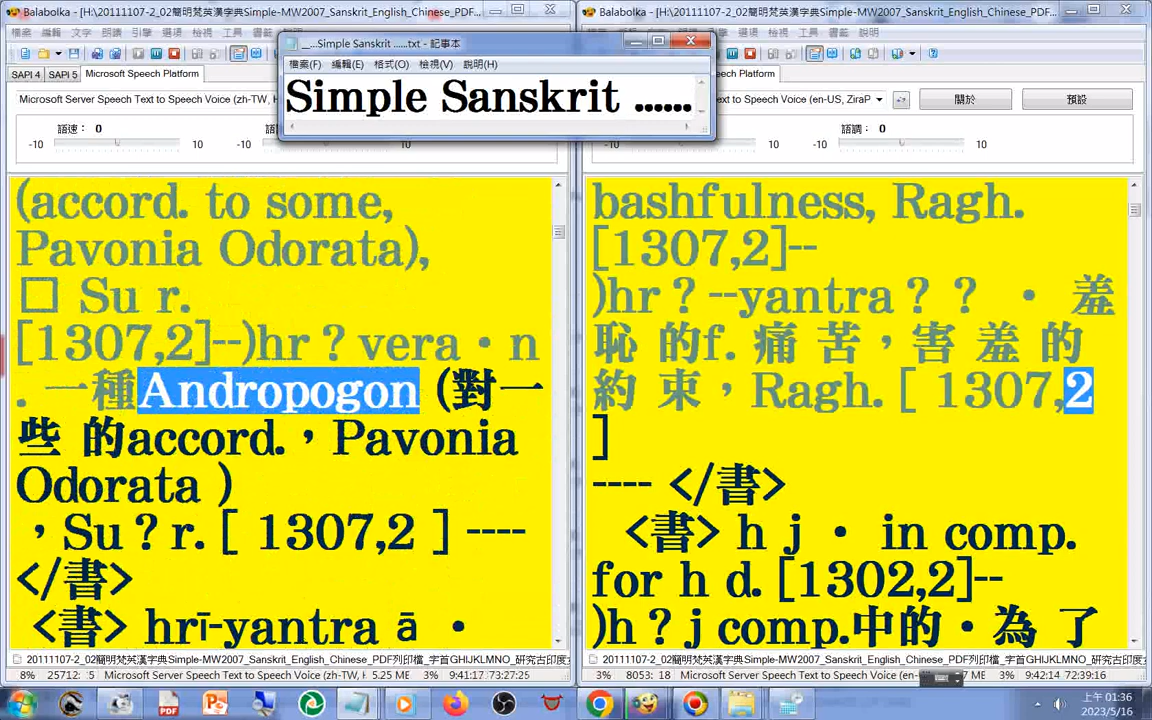 Balabolka - [H:\20111107-2_02簡明梵英漢字典Simple-MW2007_Sanskrit_English_Chinese_PDF...
Balabolka - [H:\20111107-2_02簡明梵英漢字典Simple-MW2007_Sanskrit_English_Chinese_PDF...
檔案 編輯 文字 朗讀 引擎 選項 檢視 工具 書籤 說明
__...Simple Sanskrit ......txt - 記事本
檔案(F) 編輯(E) 格式(O) 檢視(V) 說明(H)
Simple Sanskrit ......
SAPI 4 SAPI 5 Microsoft Speech Platform
eech Platform
Microsoft Server Speech Text to Speech Voice (zh-TW, H
ext to Speech Voice (en-US, ZiraP
關於 預設
語速： 0
-10 10
10
語調： 0
-10 10
(accord. to some,
Pavonia Odorata),
□ Su r.
[1307,2]--)hr？vera・n
. 一種Andropogon (對一
些 的accord.，Pavonia
Odorata )
，Su？r. [ 1307,2 ] ----
</書>
<書> hrī-yantra ā・
bashfulness, Ragh.
[1307,2]--
)hr？--yantra？？・ 羞
恥 的f. 痛 苦，害 羞 的
約 束，Ragh. [ 1307,2
]
---- </書>
<書> h j・ in comp.
for h d. [1302,2]--
)h？j comp.中的・為 了
20111107-2_02簡明梵英漢字典Simple-MW2007_Sanskrit_English_Chinese_PDF列印檔_字首GHIJKLMNO_研究古印度
20111107-2_02簡明梵英漢字典Simple-MW2007_Sanskrit_English_Chinese_PDF列印檔_字首GHIJKLMNO_研究古印度
8% 25712: 5 Microsoft Server Speech Text to Speech Voice (zh-TW, 5.25 MB 3% 9:41:17:73:27:25
3% 8053: 18 Microsoft Server Speech Text to Speech Voice (en-U 3% 9:42:14 72:39:16
上午 01:36
2023/5/16